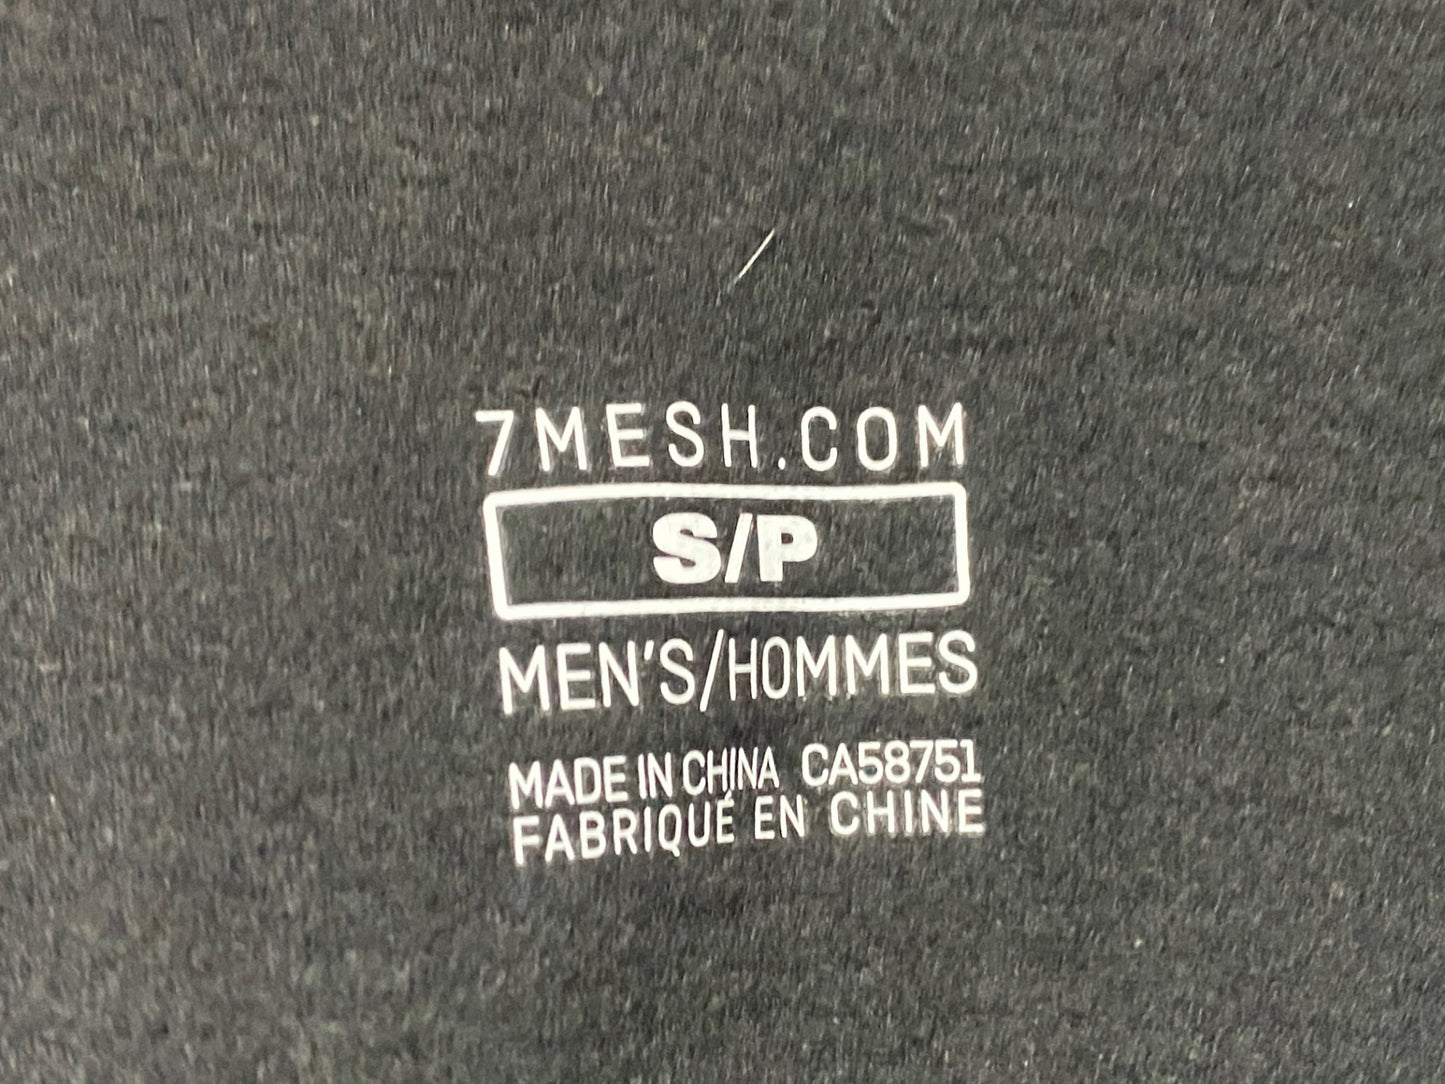 7MESH.COM
S/P
MEN'S/HOMMES
MADE IN CHINA CA58751
FABRIQUÉ EN CHINE